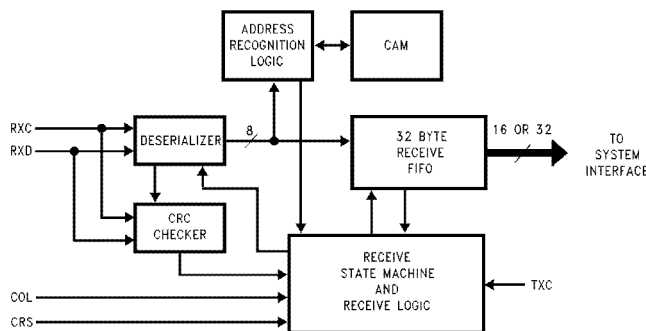 ADDRESS
RECOGNITION
LOGIC
CAM
RXC
RXD
DESERIALIZER
8
32 BYTE
RECEIVE
FIFO
16 OR 32
TO
SYSTEM
INTERFACE
CRC
CHECKER
RECEIVE
STATE MACHINE
AND
RECEIVE LOGIC
TXC
COL
CRS